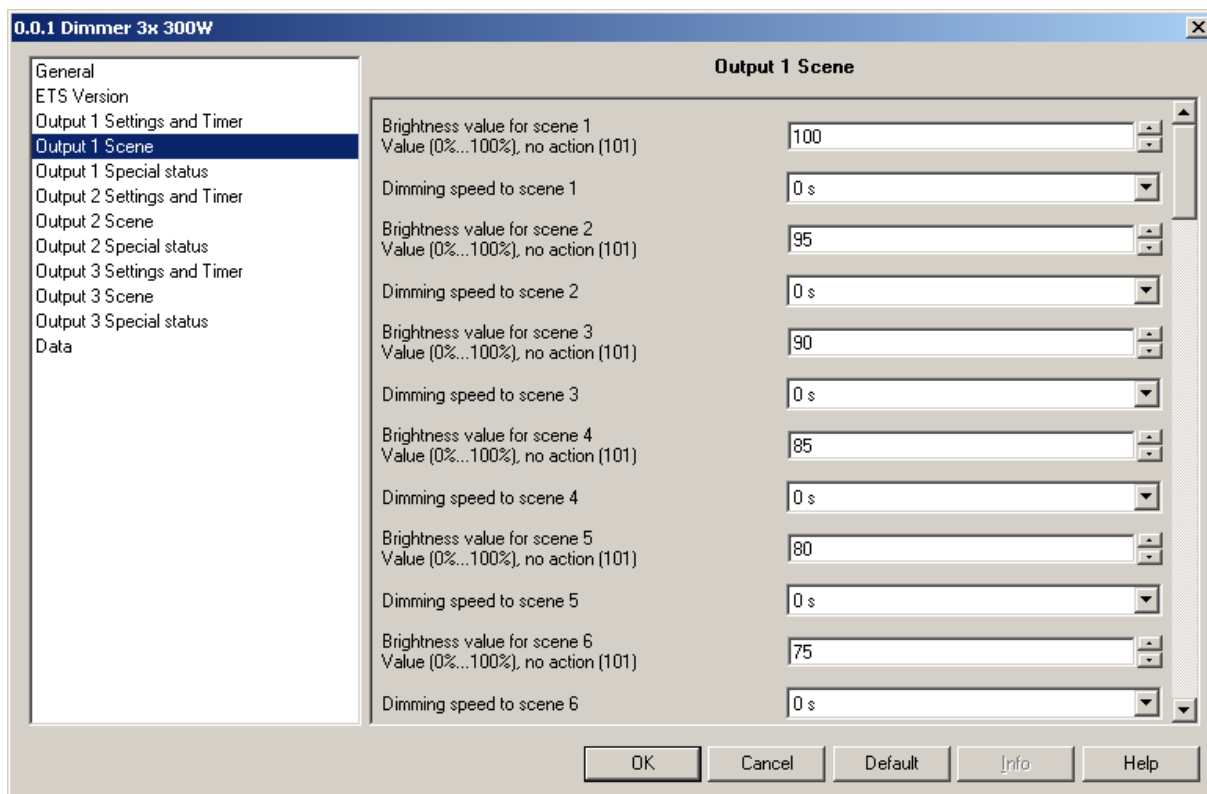 0.0.1 Dimmer 3x 300W
General
ETS Version
Output 1 Settings and Timer
Output 1 Scene
Output 1 Special status
Output 2 Settings and Timer
Output 2 Scene
Output 2 Special status
Output 3 Settings and Timer
Output 3 Scene
Output 3 Special status
Data
Output 1 Scene
Brightness value for scene 1
Value (0%...100%), no action (101)
100
Dimming speed to scene 1
0 s
Brightness value for scene 2
Value (0%...100%), no action (101)
95
Dimming speed to scene 2
0 s
Brightness value for scene 3
Value (0%...100%), no action (101)
90
Dimming speed to scene 3
0 s
Brightness value for scene 4
Value (0%...100%), no action (101)
85
Dimming speed to scene 4
0 s
Brightness value for scene 5
Value (0%...100%), no action (101)
80
Dimming speed to scene 5
0 s
Brightness value for scene 6
Value (0%...100%), no action (101)
75
Dimming speed to scene 6
0 s
OK
Cancel
Default
Info
Help